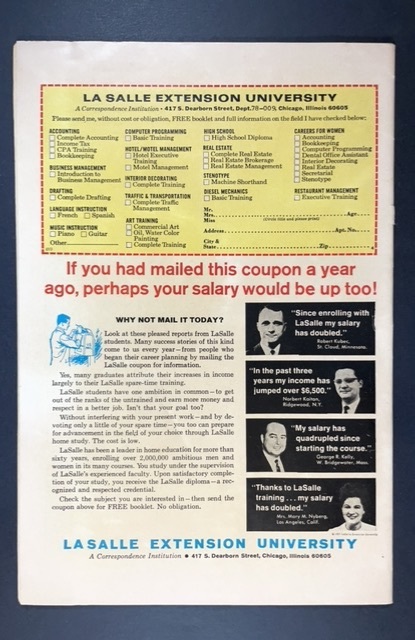 LA SALLE EXTENSION UNIVERSITY
A Correspondence Institution • 417 S. Dearborn Street, Dept. 78-009, Chicago, Illinois 60605
Please send me, without cost or obligation, FREE booklet and full information on the field I have checked below:
ACCOUNTING
Complete Accounting
Income Tax
CPA Training
Bookkeeping
BUSINESS MANAGEMENT
Introduction to
Business Management
DRAFTING
Complete Drafting
LANGUAGE INSTRUCTION
French Spanish
MUSIC INSTRUCTION
Piano Guitar
Other
COMPUTER PROGRAMMING
Basic Training
HOTEL/MOTEL MANAGEMENT
Hotel Executive
Training
Motel Management
INTERIOR DECORATING
Complete Training
TRAFFIC & TRANSPORTATION
Complete Traffic
Management
ART TRAINING
Commercial Art
Oil, Water Color
Painting
Complete Training
HIGH SCHOOL
High School Diploma
REAL ESTATE
Complete Real Estate
Real Estate Brokerage
Real Estate Management
STENOTYPE
Machine Shorthand
DIESEL MECHANICS
Basic Training
CAREERS FOR WOMEN
Accounting
Bookkeeping
Computer Programming
Dental Office Assistant
Interior Decorating
Real Estate
Secretarial
Stenotype
RESTAURANT MANAGEMENT
Executive Training
Mr.
Mrs. Age
Miss (Circle title and please print)
Address Apt. No.
City &
State Zip
If you had mailed this coupon a year
ago, perhaps your salary would be up too!
WHY NOT MAIL IT TODAY?
Look at these pleased reports from LaSalle
students. Many success stories of this kind
come to us every year—from people who
began their career planning by mailing the
LaSalle coupon for information.
Yes, many graduates attribute their increases in income
largely to their LaSalle spare-time training.
LaSalle students have one ambition in common—to get
out of the ranks of the untrained and earn more money and
respect in a better job. Isn't that your goal too?
Without interfering with your present work—and by de-
voting only a little of your spare time—you too can prepare
for advancement in the field of your choice through LaSalle
home study. The cost is low.
LaSalle has been a leader in home education for more than
sixty years, enrolling over 2,000,000 ambitious men and
women in its many courses. You study under the supervision
of LaSalle's experienced faculty. Upon satisfactory comple-
tion of your study, you receive the LaSalle diploma—a rec-
ognized and respected credential.
Check the subject you are interested in—then send the
coupon above for FREE booklet. No obligation.
"Since enrolling with
LaSalle my salary
has doubled."
Robert Kuber,
St. Cloud, Minnesota.
"In the past three
years my income has
jumped over $6,500."
Norbert Kaiton,
Ridgewood, N.Y.
"My salary has
quadrupled since
starting the course."
George R. Kelly,
W. Bridgewater, Mass.
"Thanks to LaSalle
training ... my salary
has doubled."
Mrs. Mary M. Nyberg,
Los Angeles, Calif.
LASALLE EXTENSION UNIVERSITY
A Correspondence Institution • 417 S. Dearborn Street, Chicago, Illinois 60605